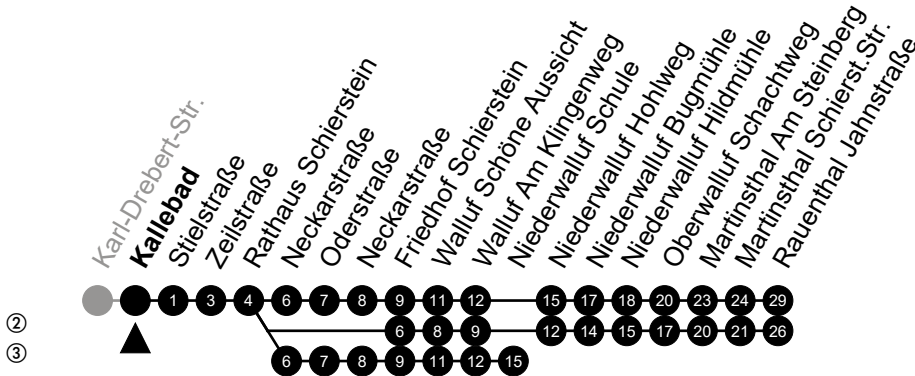 Karl-Drebert-Str.
Kallebad
Stielstraße
Zeilstraße
Rathaus Schierstein
Neckarstraße
Oderstraße
Neckarstraße
Friedhof Schierstein
Walluf Schöne Aussicht
Walluf Am Klingenweg
Niederwalluf Schule
Niederwalluf Hohlweg
Niederwalluf Bugmühle
Niederwalluf Hildmühle
Oberwalluf Schachtweg
Martinsthal Am Steinberg
Martinsthal Schierst.Str.
Rauenthal Jahnstraße
1 3 4 6 7 8 9 11 12 15 17 18 20 23 24 29
② 6 8 9 12 14 15 17 20 21 26
③ 6 7 8 9 11 12 15